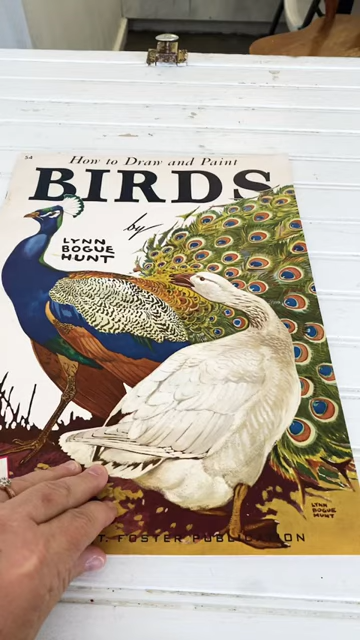 54
How to Draw and Paint
BIRDS
by
LYNN
BOGUE
HUNT
LYNN
BOGUE
HUNT
T. FOSTER PUBLICATION